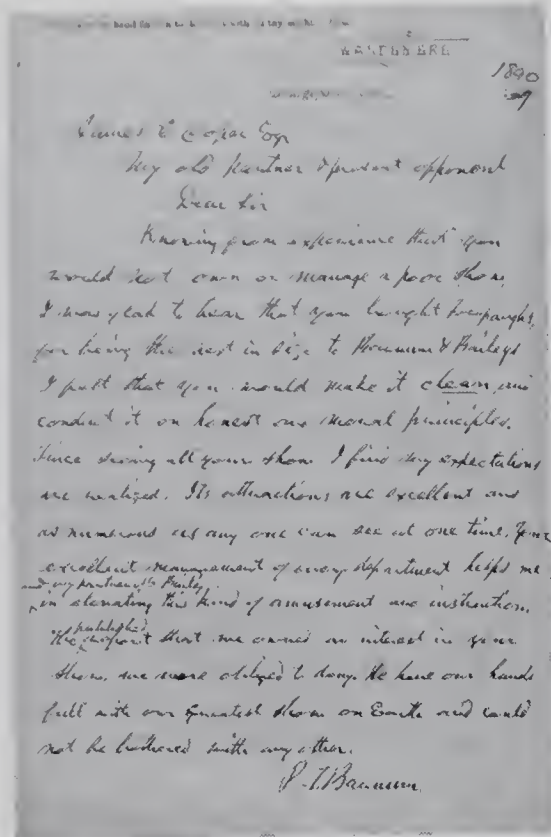 1890
James E Cooper Esq
My old partner & present opponent
Dear Sir
Knowing from experience that you
would not own or manage a poor show,
I was glad to hear that you bought Forepaughs,
for being the next in size to Barnum & Baileys
I felt that you would make it clean, and
conduct it on honest and moral principles.
Since seeing all your show I find my expectations
are realized. Its attractions are excellent and
as numerous as any one can see at one time. Your
excellent management of every department helps me
and my partner Mr Bailey
in elevating this kind of amusement and instruction.
published
The report that we owned an interest in your
show, we were obliged to deny. We have our hands
full with our Greatest Show on Earth and could
not be bothered with any other.
P. T. Barnum